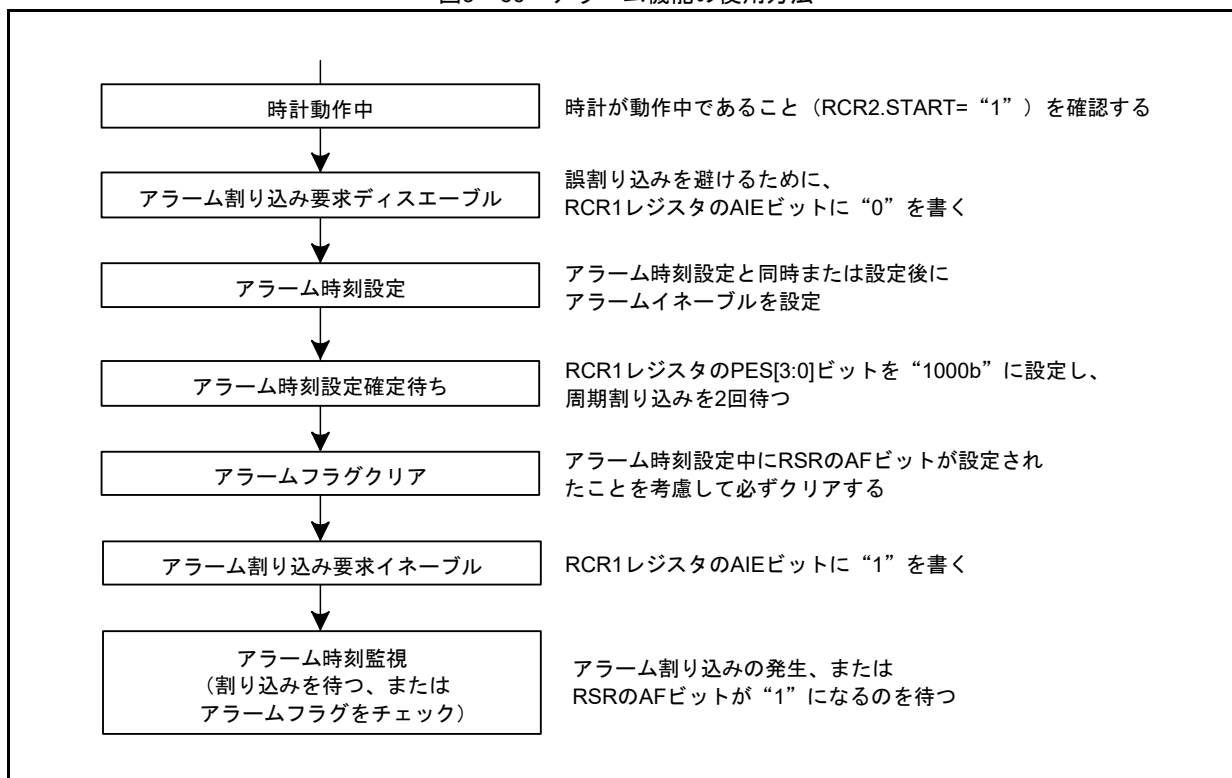 時計動作中
時計が動作中であること（RCR2.START=“1”）を確認する
アラーム割り込み要求ディスエーブル
誤割り込みを避けるために、
RCR1レジスタのAIEビットに“0”を書く
アラーム時刻設定
アラーム時刻設定と同時または設定後に
アラームイネーブルを設定
アラーム時刻設定確定待ち
RCR1レジスタのPES[3:0]ビットを“1000b”に設定し、
周期割り込みを2回待つ
アラームフラグクリア
アラーム時刻設定中にRSRのAFビットが設定され
たことを考慮して必ずクリアする
アラーム割り込み要求イネーブル
RCR1レジスタのAIEビットに“1”を書く
アラーム時刻監視
（割り込みを待つ、または
アラームフラグをチェック）
アラーム割り込みの発生、または
RSRのAFビットが“1”になるのを待つ